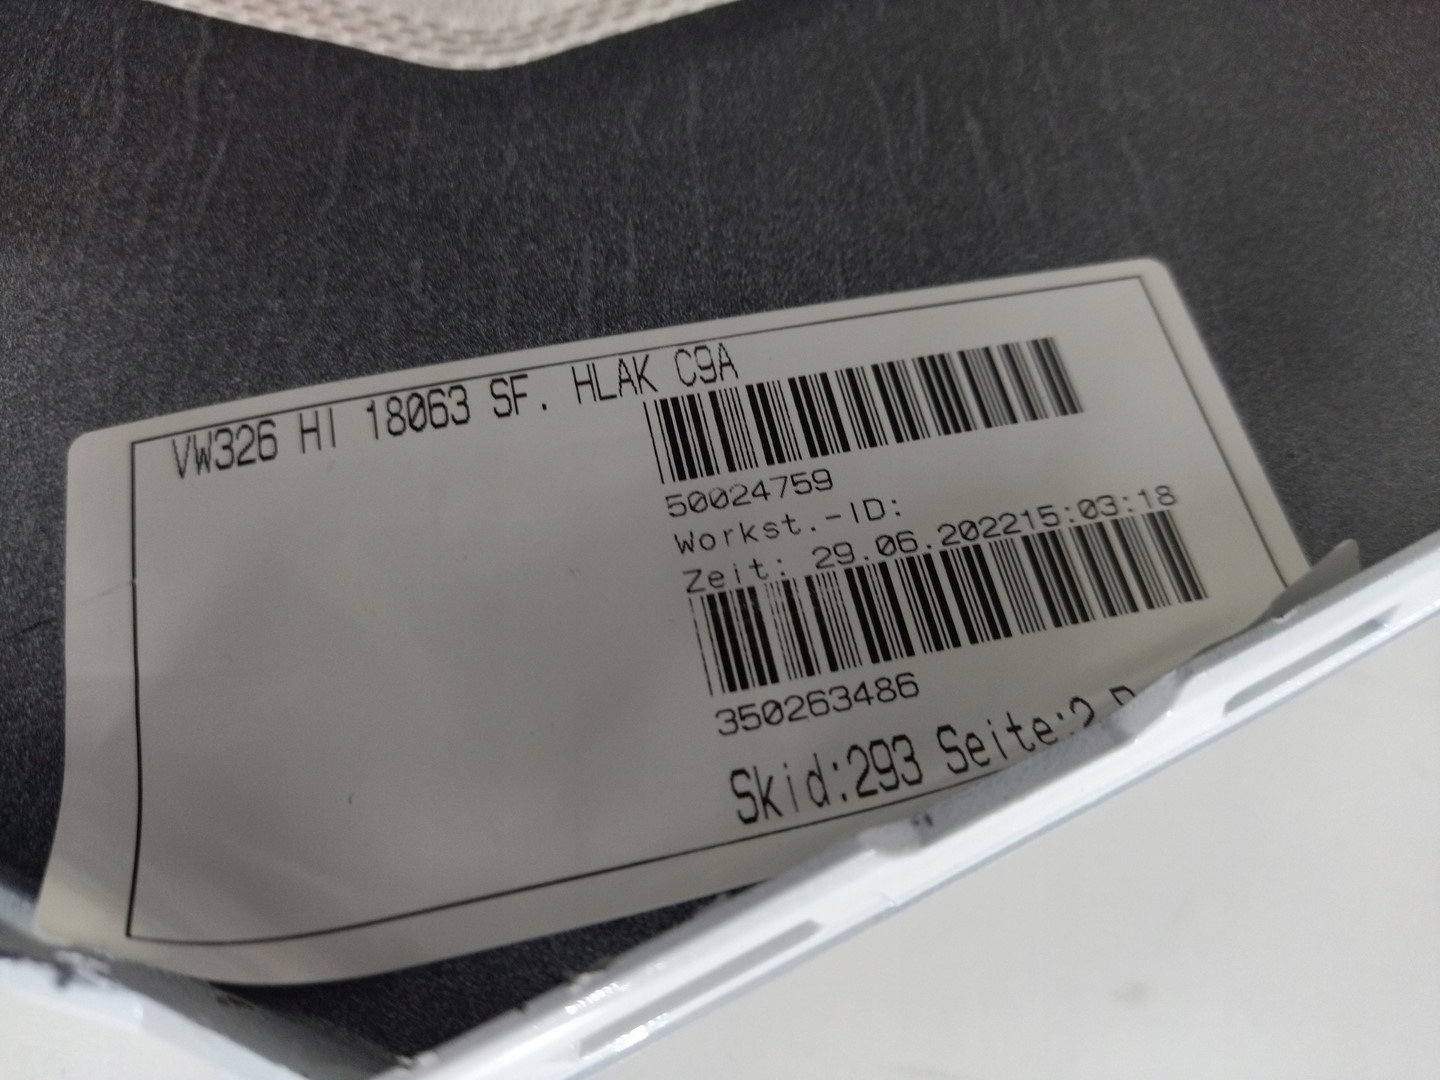 VW326 HI 18063 SF. HLAK C9A
50024759
Workst.-ID:
Zeit: 29.06.202215:03:18
350263486
Skid:293 Seite:2